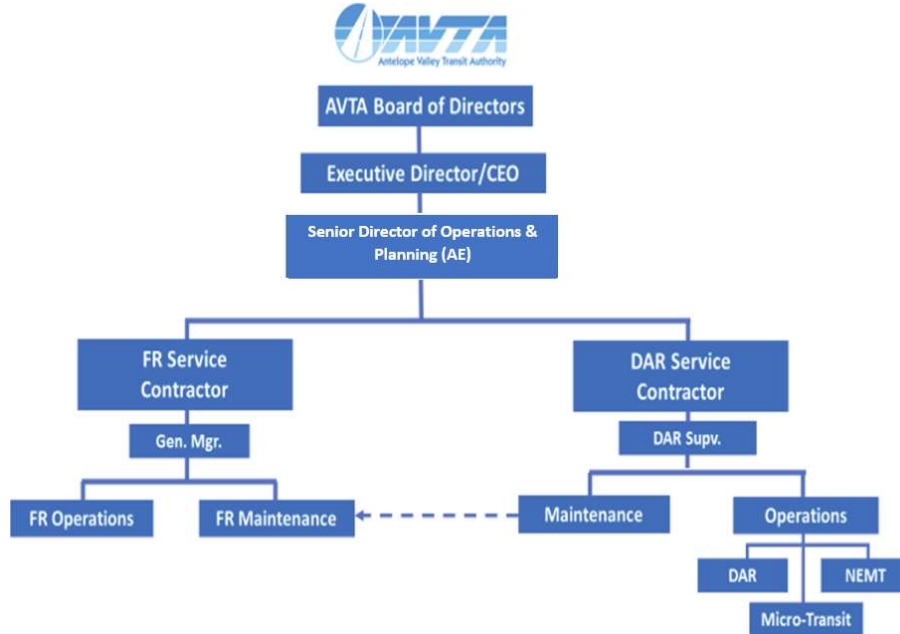 AVTA
Antelope Valley Transit Authority
AVTA Board of Directors
Executive Director/CEO
Senior Director of Operations &
Planning (AE)
FR Service
Contractor
DAR Service
Contractor
Gen. Mgr.
DAR Supv.
FR Operations
FR Maintenance
Maintenance
Operations
DAR
NEMT
Micro-Transit